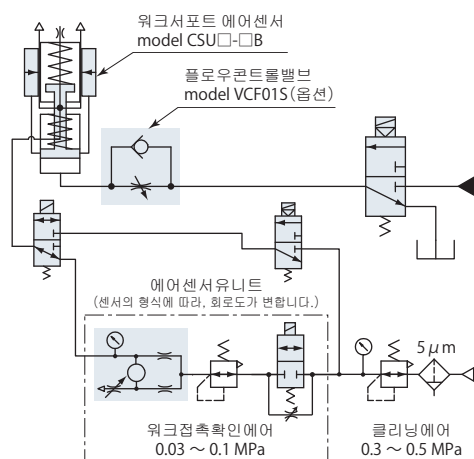 워크서포트 에어센서
model CSU□-□B
플로우컨트롤밸브
model VCF01S(옵션)
에어센서유니트
(센서의 형식에 따라, 회로도가 변합니다.)
5μm
워크접촉확인에어
0.03 ～ 0.1 MPa
클리닝에어
0.3 ～ 0.5 MPa